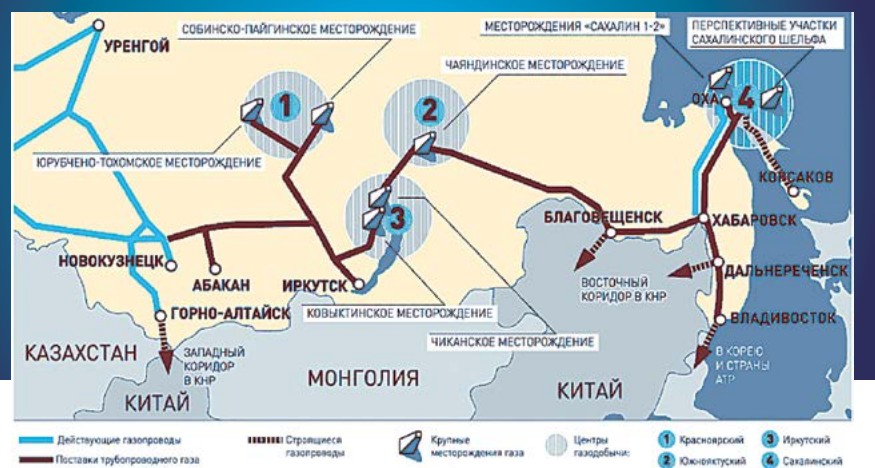 СОБИНСКО-ПАЙГИНСКОЕ МЕСТОРОЖДЕНИЕ
МЕСТОРОЖДЕНИЯ «САХАЛИН 1-2»
ПЕРСПЕКТИВНЫЕ УЧАСТКИ
САХАЛИНСКОГО ШЕЛЬФА
УРЕНГОЙ
ЧАЯНДИНСКОЕ МЕСТОРОЖДЕНИЕ
1
2
ОХА
4
ЮРУБЧЕНО-ТОХОМСКОЕ МЕСТОРОЖДЕНИЕ
КОРСАКОВ
3
БЛАГОВЕЩЕНСК
ХАБАРОВСК
НОВОКУЗНЕЦК
АБАКАН
ИРКУТСК
ВОСТОЧНЫЙ
КОРИДОР В КНР
ДАЛЬНЕРЕЧЕНСК
ГОРНО-АЛТАЙСК
КОВЫКТИНСКОЕ МЕСТОРОЖДЕНИЕ
ВЛАДИВОСТОК
ЧИКАНСКОЕ МЕСТОРОЖДЕНИЕ
КАЗАХСТАН
ЗАПАДНЫЙ
КОРИДОР
В КНР
МОНГОЛИЯ
КИТАЙ
КИТАЙ
В КОРЕЮ
И СТРАНЫ
АТР
Действующие газопроводы
Поставки трубопроводного газа
Строящиеся
газопроводы
Крупные
месторождения газа
Центры
газодобычи:
1 Красноярский
2 Южнояктуский
3 Иркутский
4 Сахалинский